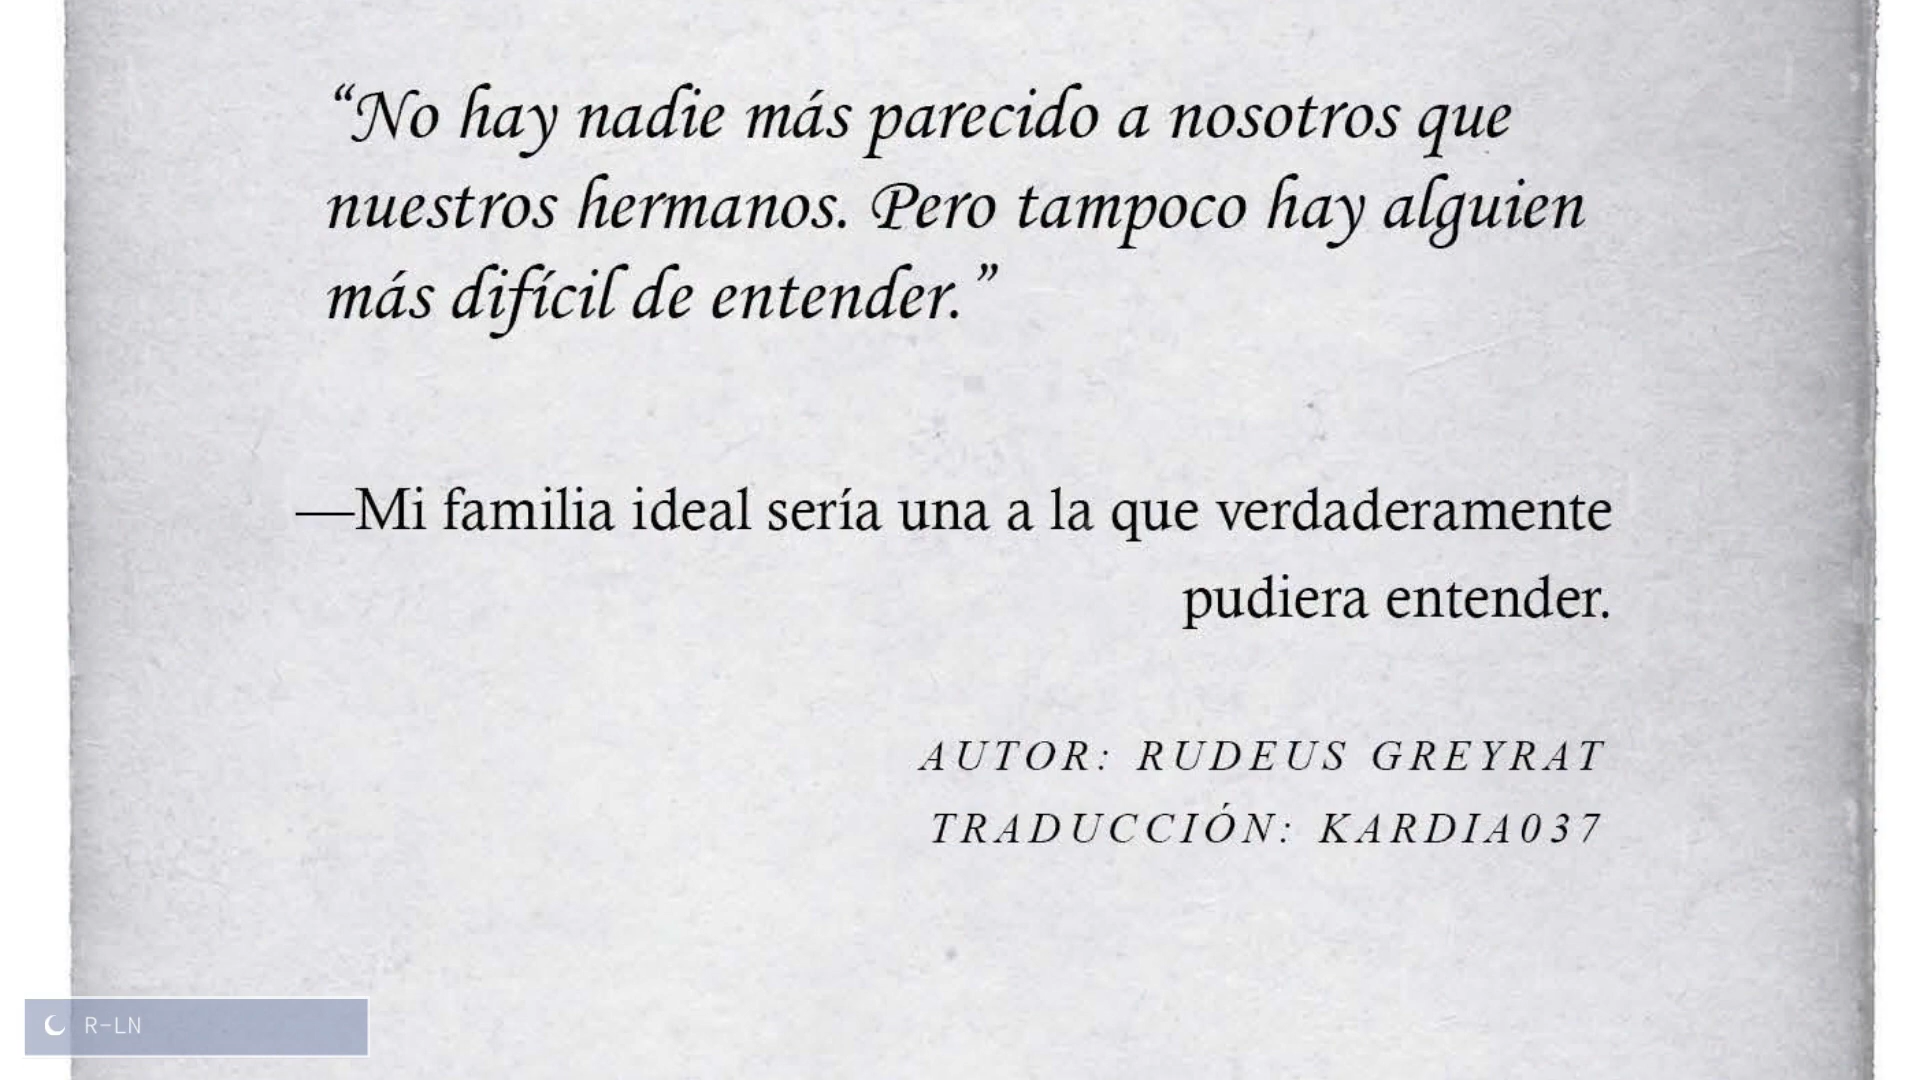 “No hay nadie más parecido a nosotros que
nuestros hermanos. Pero tampoco hay alguien
más difícil de entender.”
—Mi familia ideal sería una a la que verdaderamente
pudiera entender.
AUTOR: RUDEUS GREYRAT
TRADUCCIÓN: KARDIA037
R-LN